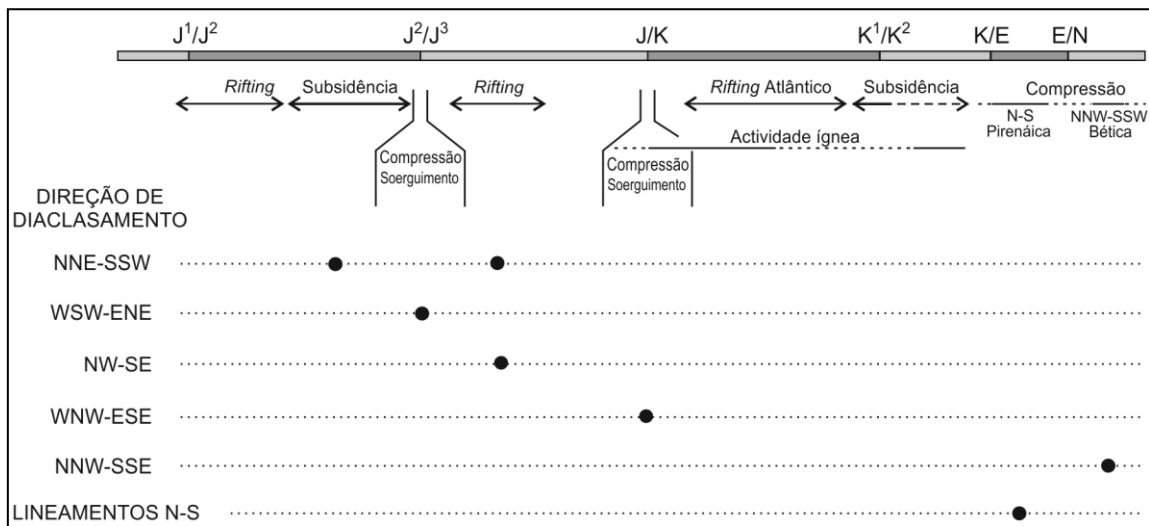 J¹/J² J²/J³ J/K K¹/K² K/E E/N
Rifting Subsidência Rifting Rifting Atlântico Subsidência Compressão
N-S NNW-SSW
Pirenáica Bética
Actividade ígnea
Compressão Compressão
Soerguimento Soerguimento
DIREÇÃO DE
DIACLASAMENTO
NNE-SSW
WSW-ENE
NW-SE
WNW-ESE
NNW-SSE
LINEAMENTOS N-S